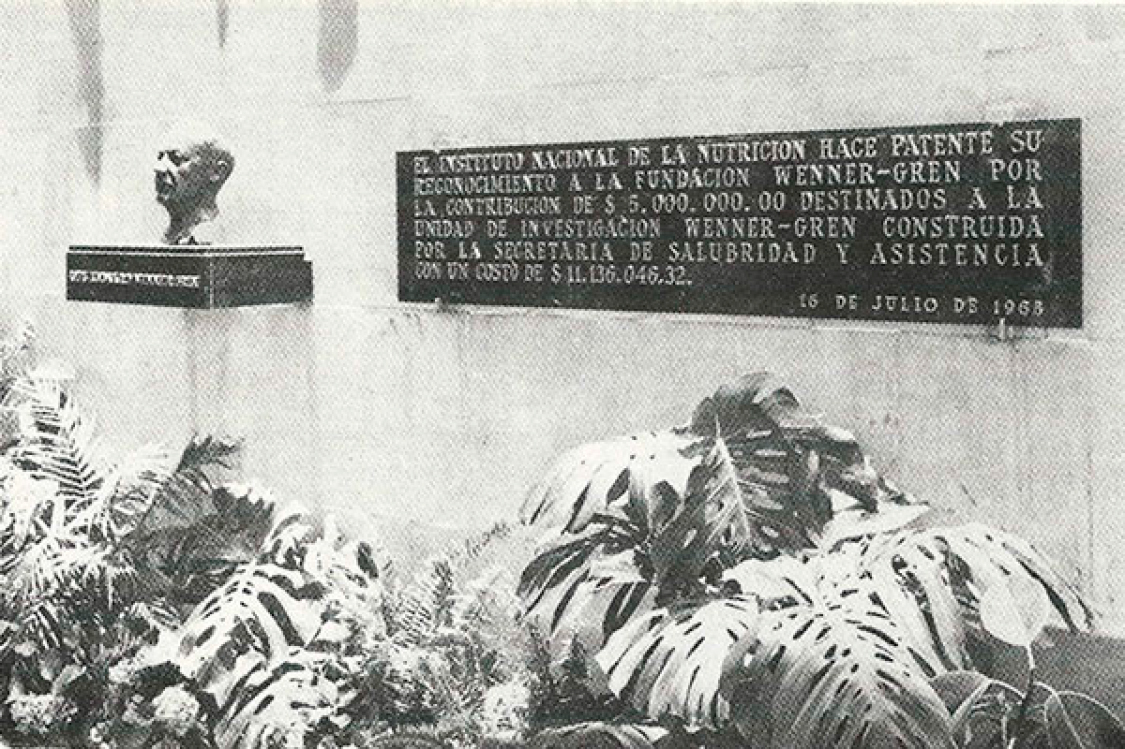 EL INSTITUTO NACIONAL DE LA NUTRICION HACE PATENTE SU
RECONOCIMIENTO A LA FUNDACION WENNER-GREN POR
LA CONTRIBUCION DE $ 5.000.000.00 DESTINADOS A LA
UNIDAD DE INVESTIGACION WENNER-GREN CONSTRUIDA
POR LA SECRETARIA DE SALUBRIDAD Y ASISTENCIA
CON UN COSTO DE $ 11.136.046.32.
16 DE JULIO DE 1968